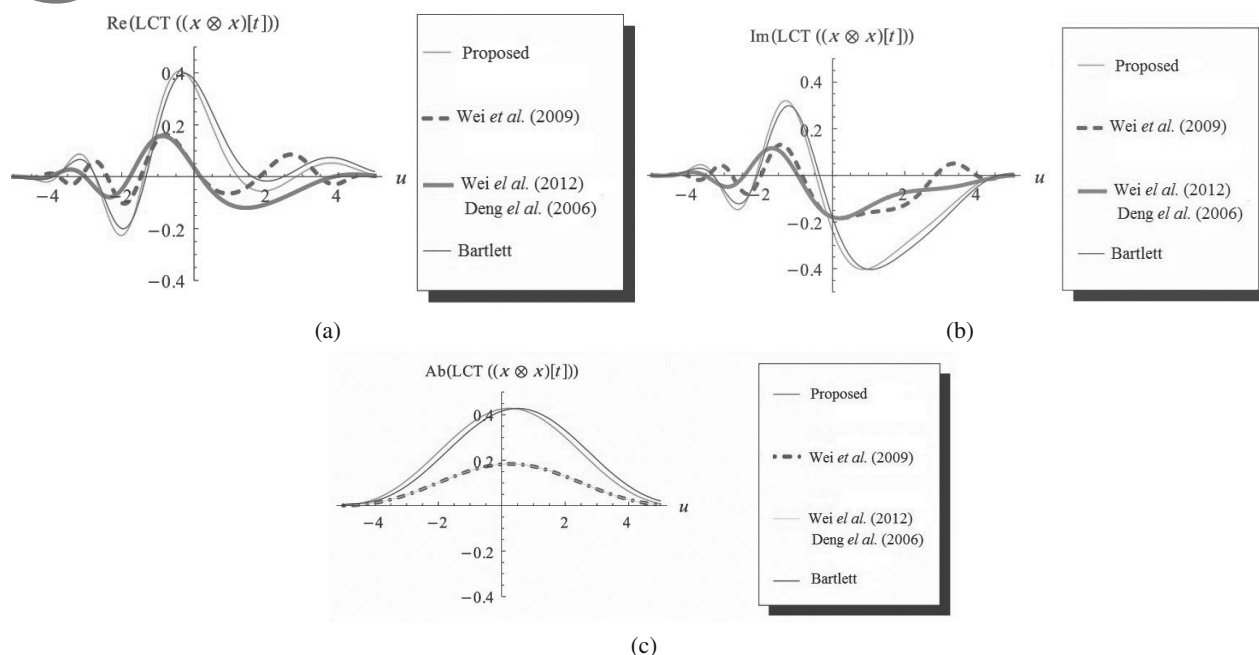 Re(LCT ((x ⊗ x)[t]))
0.4
0.2
−0.2
−0.4
−4
−2
2
4
u
Proposed
Wei et al. (2009)
Wei el al. (2012)
Deng el al. (2006)
Bartlett
(a)
Im(LCT ((x ⊗ x)[t]))
0.4
0.2
−0.2
−0.4
−4
−2
2
4
u
Proposed
Wei et al. (2009)
Wei el al. (2012)
Deng el al. (2006)
Bartlett
(b)
Ab(LCT ((x ⊗ x)[t]))
0.4
0.2
−0.2
−0.4
−4
−2
2
4
u
Proposed
Wei et al. (2009)
Wei el al. (2012)
Deng el al. (2006)
Bartlett
(c)